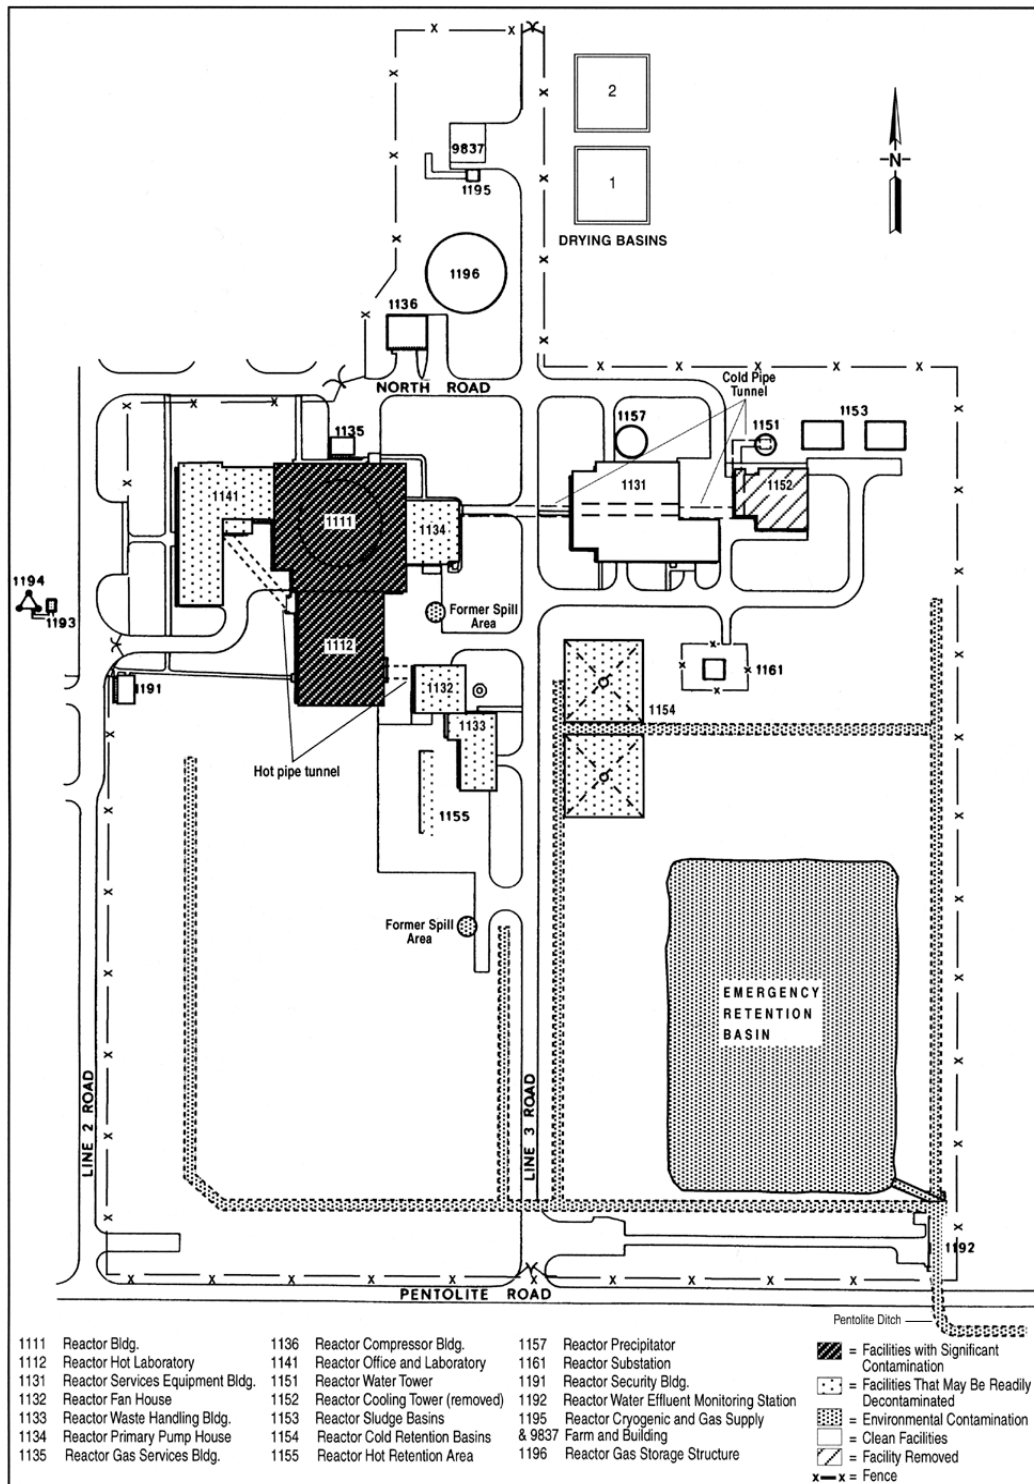 2
9837
1195
1
N
DRYING BASINS
1196
1136
Cold Pipe
Tunnel
NORTH ROAD
1157
1153
1151
1135
1131
1152
1141
1111
1134
1194
1193
Former Spill
Area
1112
1161
1191
1132
1154
1133
Hot pipe tunnel
1155
Former Spill
Area
EMERGENCY
RETENTION
BASIN
LINE 2 ROAD
LINE 3 ROAD
1192
PENTOLITE ROAD
Pentolite Ditch
1111 Reactor Bldg.
1112 Reactor Hot Laboratory
1131 Reactor Services Equipment Bldg.
1132 Reactor Fan House
1133 Reactor Waste Handling Bldg.
1134 Reactor Primary Pump House
1135 Reactor Gas Services Bldg.
1136 Reactor Compressor Bldg.
1141 Reactor Office and Laboratory
1151 Reactor Water Tower
1152 Reactor Cooling Tower (removed)
1153 Reactor Sludge Basins
1154 Reactor Cold Retention Basins
1155 Reactor Hot Retention Area
1157 Reactor Precipitator
1161 Reactor Substation
1191 Reactor Security Bldg.
1192 Reactor Water Effluent Monitoring Station
1195 Reactor Cryogenic and Gas Supply
& 9837 Farm and Building
1196 Reactor Gas Storage Structure
= Facilities with Significant
Contamination
= Facilities That May Be Readily
Decontaminated
= Environmental Contamination
= Clean Facilities
= Facility Removed
x—x = Fence